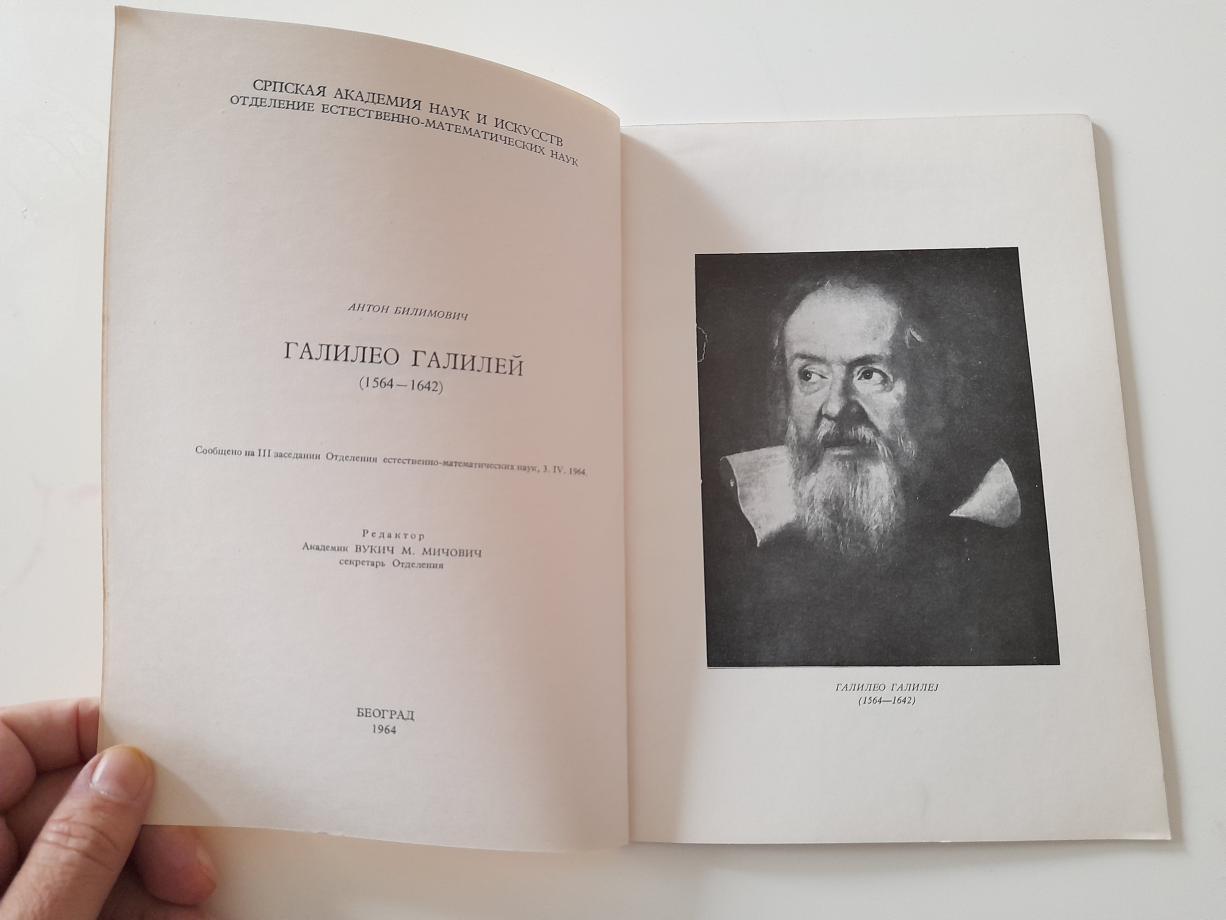 СРПСКАЯ АКАДЕМИЯ НАУК И ИСКУССТВ
ОТДЕЛЕНИЕ ЕСТЕСТВЕННО-МАТЕМАТИЧЕСКИХ НАУК
АНТОН БИЛИМОВИЧ
ГАЛИЛЕО ГАЛИЛЕЙ
(1564—1642)
Сообщено на III заседании Отделения естественно-математических наук, 3. IV. 1964.
Редактор
Академик ВУКИЧ М. МИЧОВИЧ
секретарь Отделения
БЕОГРАД
1964
ГАЛИЛЕО ГАЛИЛЕЈ
(1564—1642)